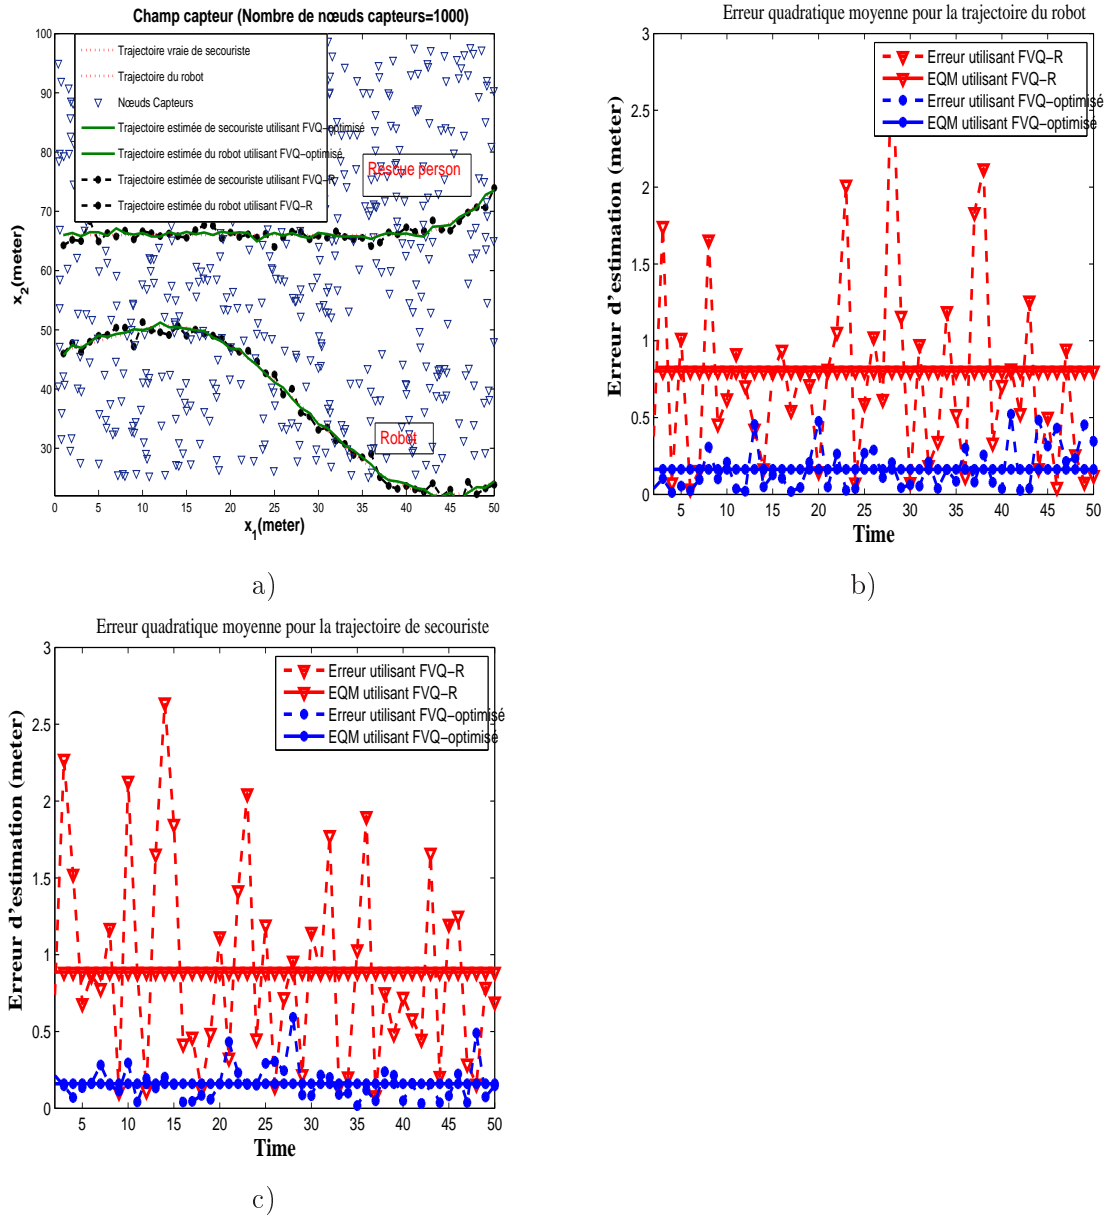 Champ capteur (Nombre de nœuds capteurs=1000)
100
90
80
70
60
50
40
30
0
5
10
15
20
25
30
35
40
45
50
x_2(meter)
x_1(meter)
Trajectoire vraie de secouriste
Trajectoire du robot
Nœuds Capteurs
Trajectoire estimée de secouriste utilisant FVQ−optimisé
Trajectoire estimée du robot utilisant FVQ−optimisé
Trajectoire estimée de secouriste utilisant FVQ−R
Trajectoire estimée du robot utilisant FVQ−R
Rescue person
Robot
a)
Erreur quadratique moyenne pour la trajectoire du robot
3
2.5
2
1.5
1
0.5
0
5
10
15
20
25
30
35
40
45
50
Erreur d'estimation (meter)
Time
Erreur utilisant FVQ−R
EQM utilisant FVQ−R
Erreur utilisant FVQ−optimisé
EQM utilisant FVQ−optimisé
b)
Erreur quadratique moyenne pour la trajectoire de secouriste
3
2.5
2
1.5
1
0.5
0
5
10
15
20
25
30
35
40
45
50
Erreur d'estimation (meter)
Time
Erreur utilisant FVQ−R
EQM utilisant FVQ−R
Erreur utilisant FVQ−optimisé
EQM utilisant FVQ−optimisé
c)